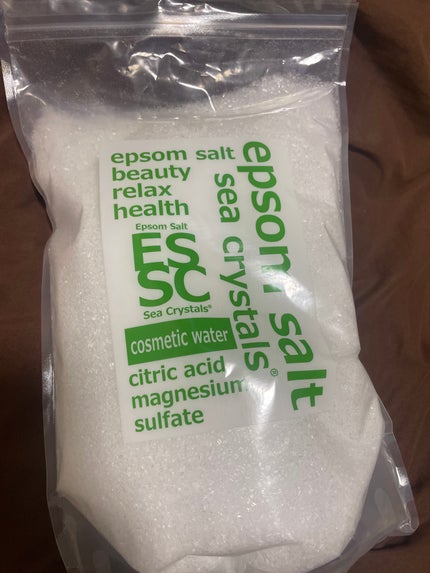 epsom salt
beauty
relax
health
Epsom Salt
ES
SC
Sea Crystals®
cosmetic water
citric acid
magnesium
sulfate
epsom salt
sea crystals®